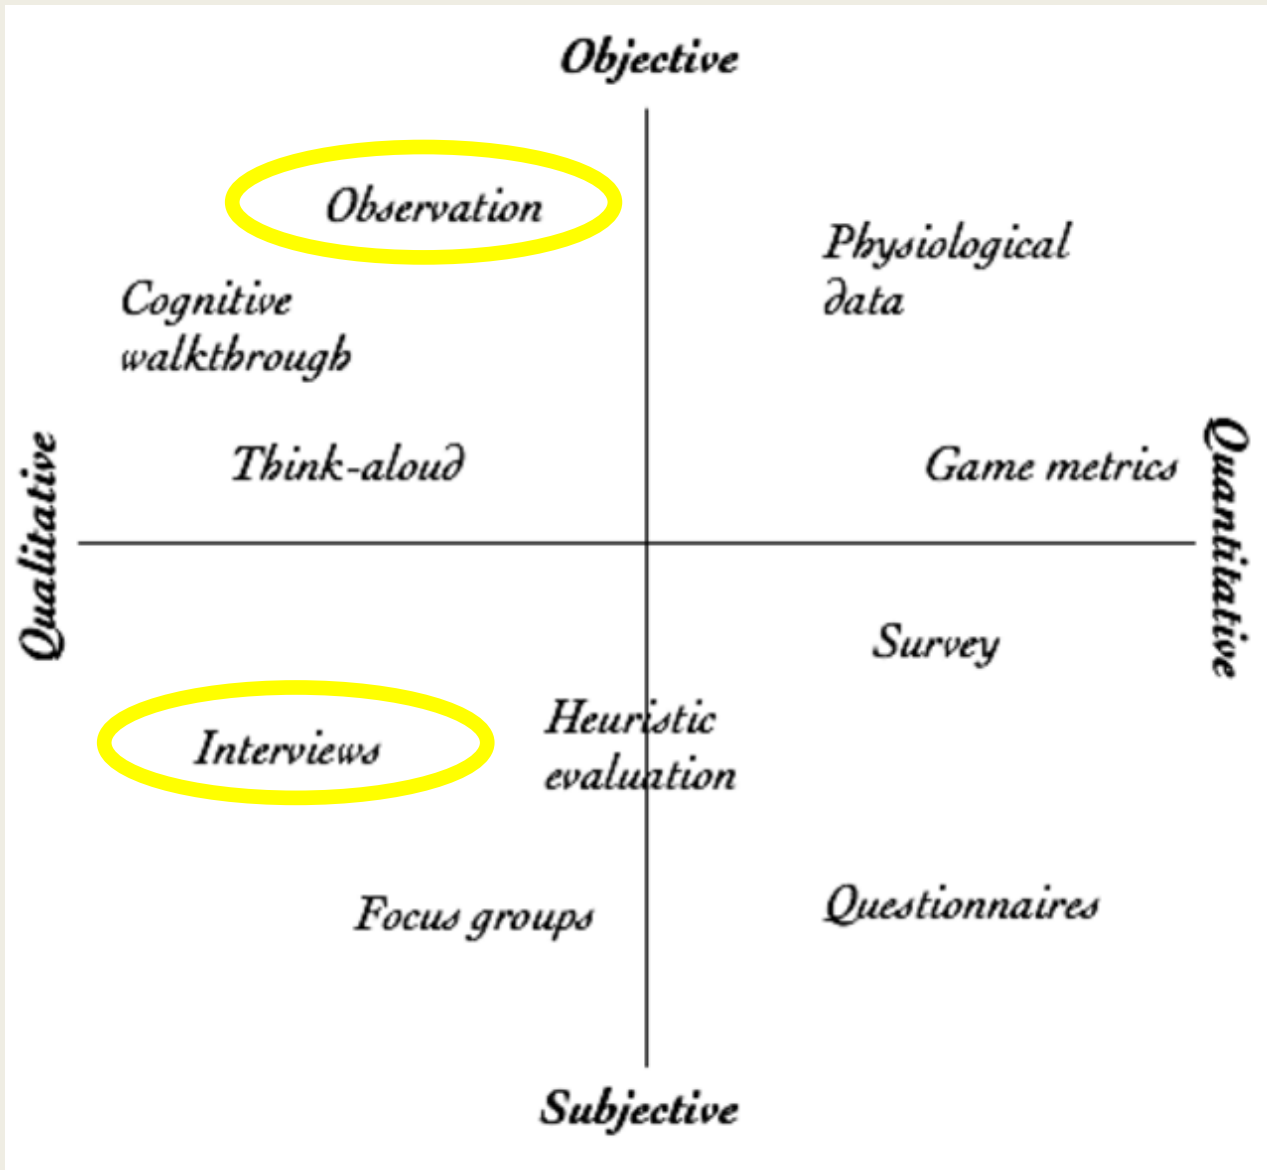 Objective
Observation
Physiological
data
Cognitive
walkthrough
Think-aloud
Game metrics
Qualitative
Quantitative
Survey
Heuristic
evaluation
Interviews
Focus groups
Questionnaires
Subjective